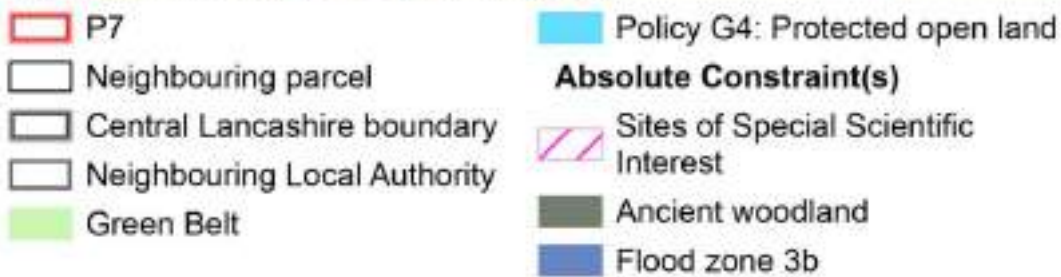 P7
Neighbouring parcel
Central Lancashire boundary
Neighbouring Local Authority
Green Belt
Policy G4: Protected open land
Absolute Constraint(s)
Sites of Special Scientific
Interest
Ancient woodland
Flood zone 3b